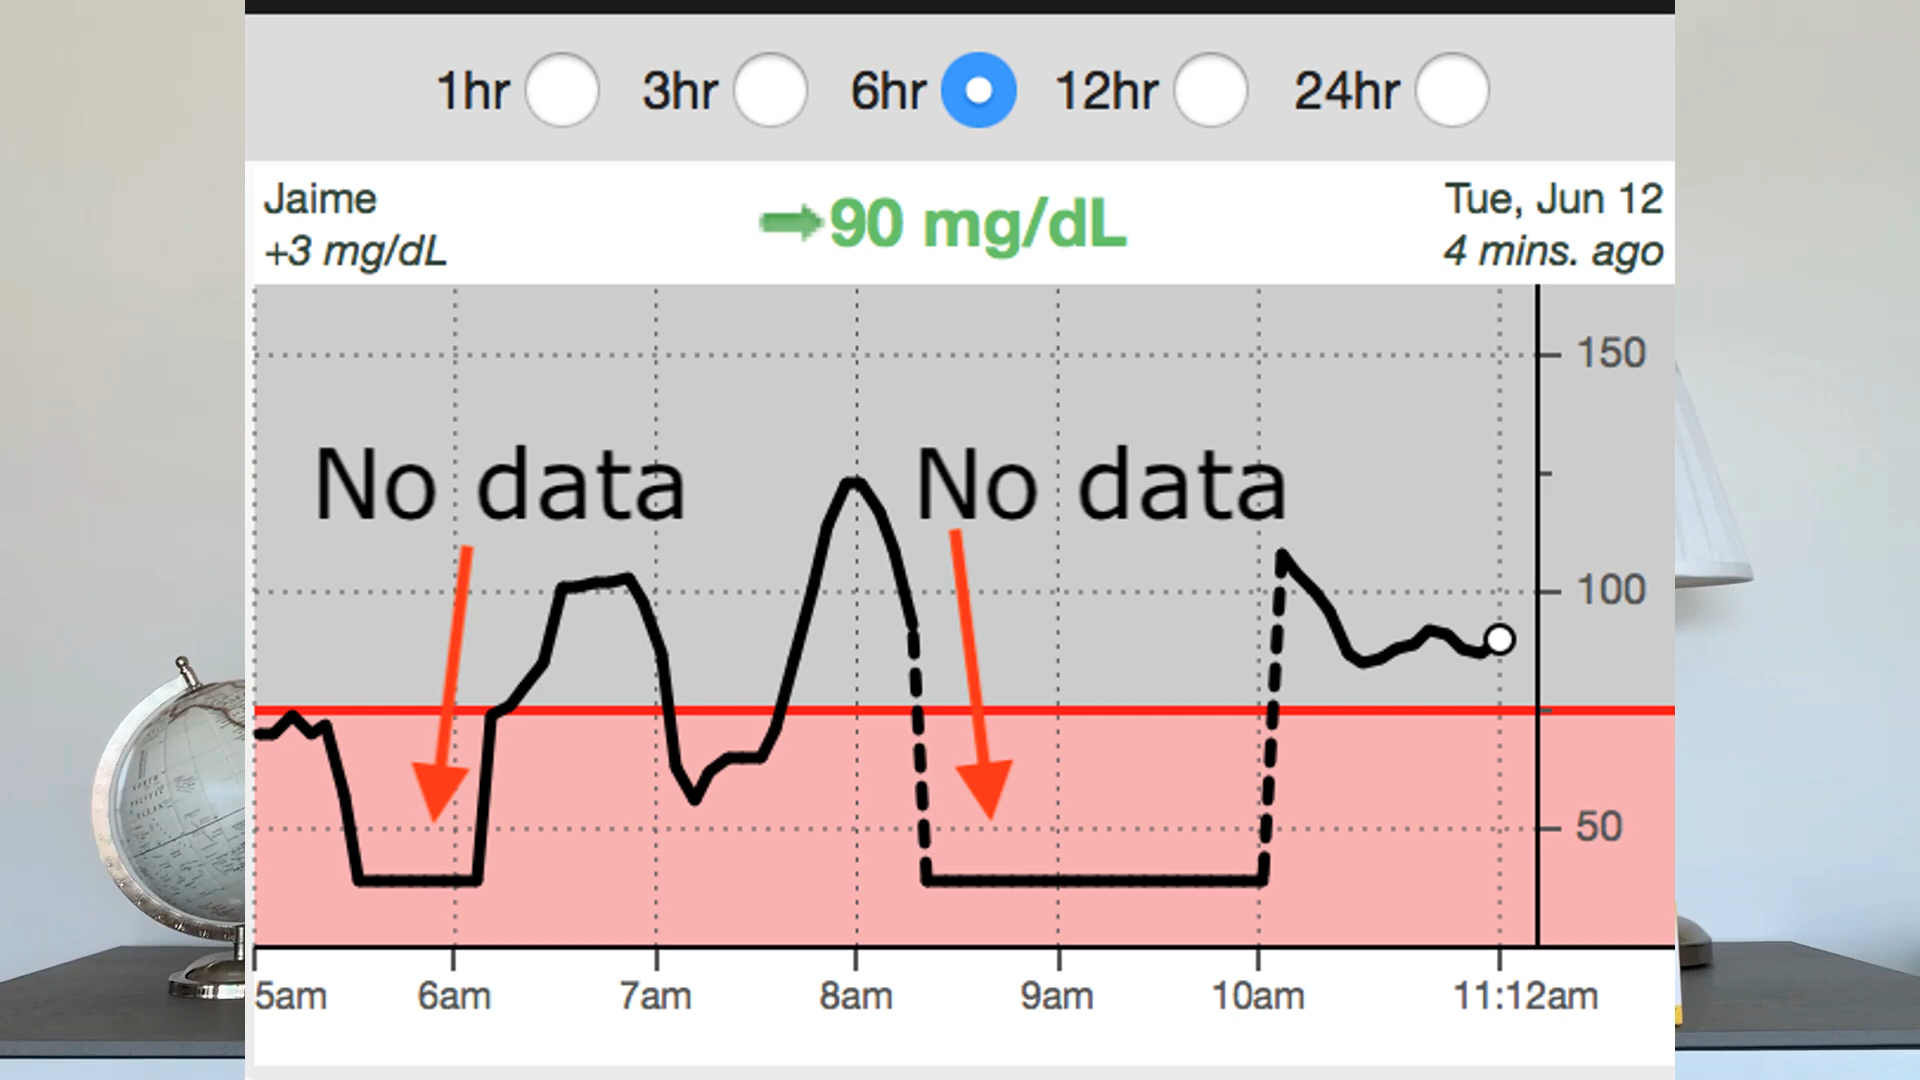 1hr 3hr 6hr 12hr 24hr
Jaime
+3 mg/dL
90 mg/dL
Tue, Jun 12
4 mins. ago
150
No data No data
100
50
5am 6am 7am 8am 9am 10am 11:12am